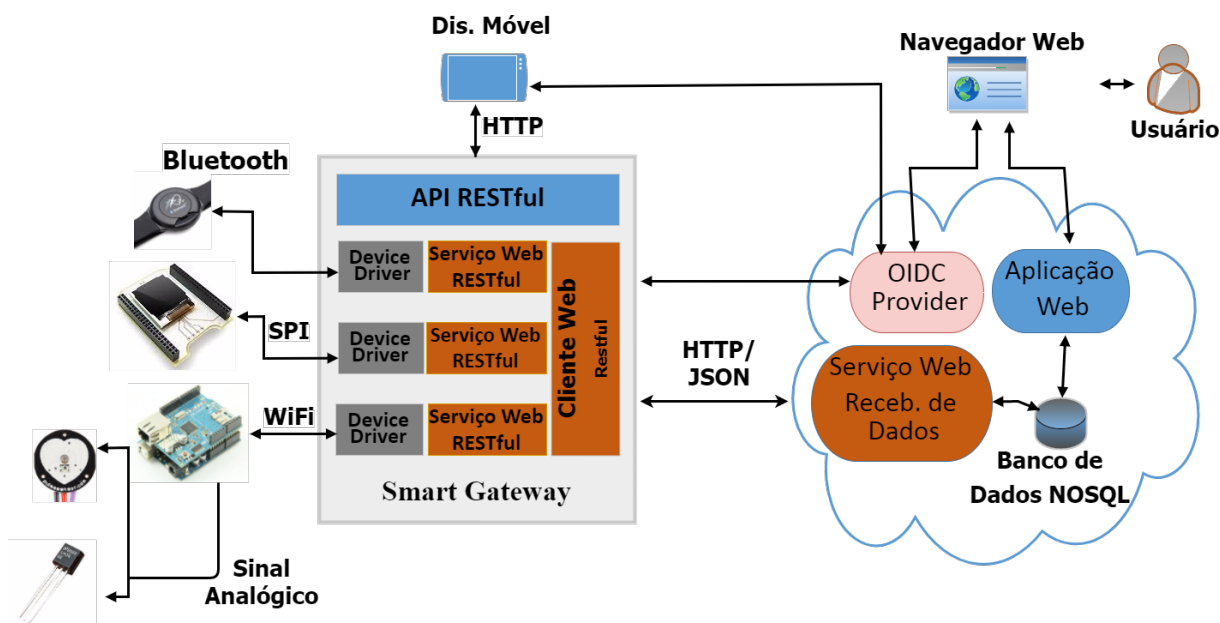 Dis. Móvel
Navegador Web
Usuário
HTTP
Bluetooth
API RESTful
Device
Driver
Serviço Web
RESTful
SPI
Device
Driver
Serviço Web
RESTful
WiFi
Device
Driver
Serviço Web
RESTful
Cliente Web
Restful
Smart Gateway
Sinal
Analógico
HTTP/
JSON
OIDC
Provider
Aplicação
Web
Serviço Web
Receb. de
Dados
Banco de
Dados NOSQL